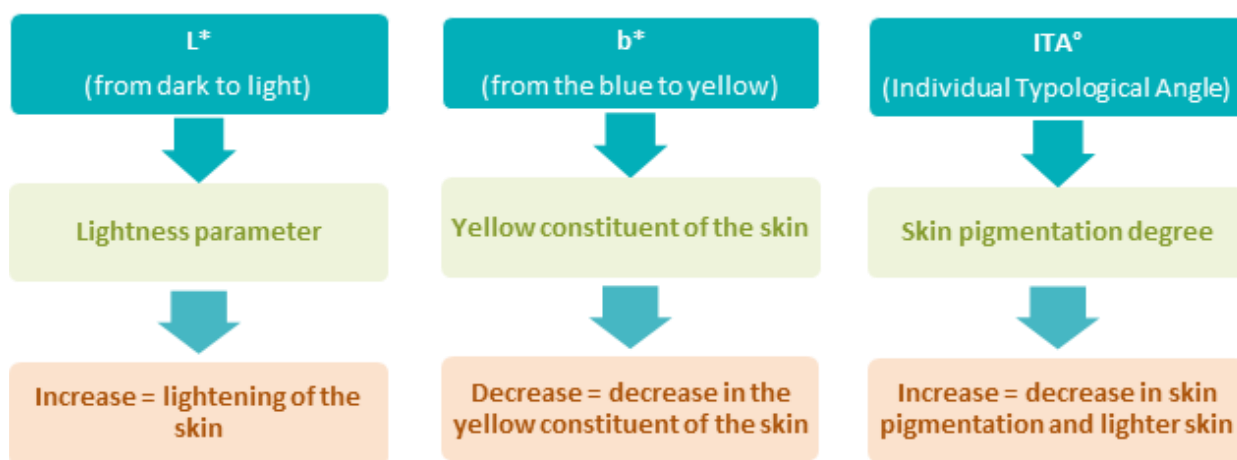 L*
(from dark to light)
Lightness parameter
Increase = lightening of the
skin
b*
(from the blue to yellow)
Yellow constituent of the skin
Decrease = decrease in the
yellow constituent of the skin
ITA°
(Individual Typological Angle)
Skin pigmentation degree
Increase = decrease in skin
pigmentation and lighter skin